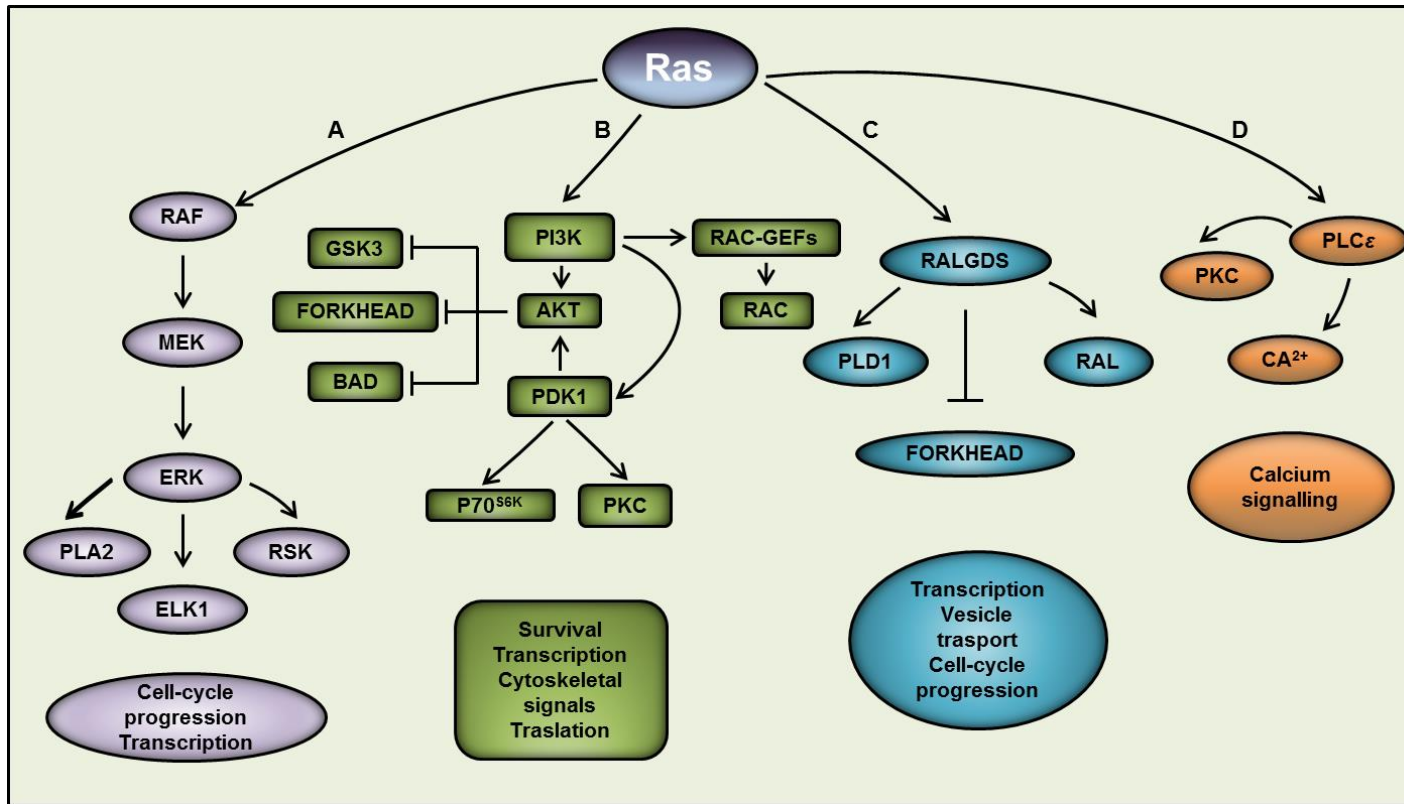 Ras
A
B
C
D
RAF
MEK
ERK
PLA2
RSK
ELK1
Cell-cycle
progression
Transcription
PI3K
RAC-GEFs
GSK3
FORKHEAD
AKT
RAC
BAD
PDK1
P70S6K
PKC
Survival
Transcription
Cytoskeletal
signals
Traslation
RALGDS
PLD1
RAL
FORKHEAD
Transcription
Vesicle
trasport
Cell-cycle
progression
PLCε
PKC
CA2+
Calcium
signalling